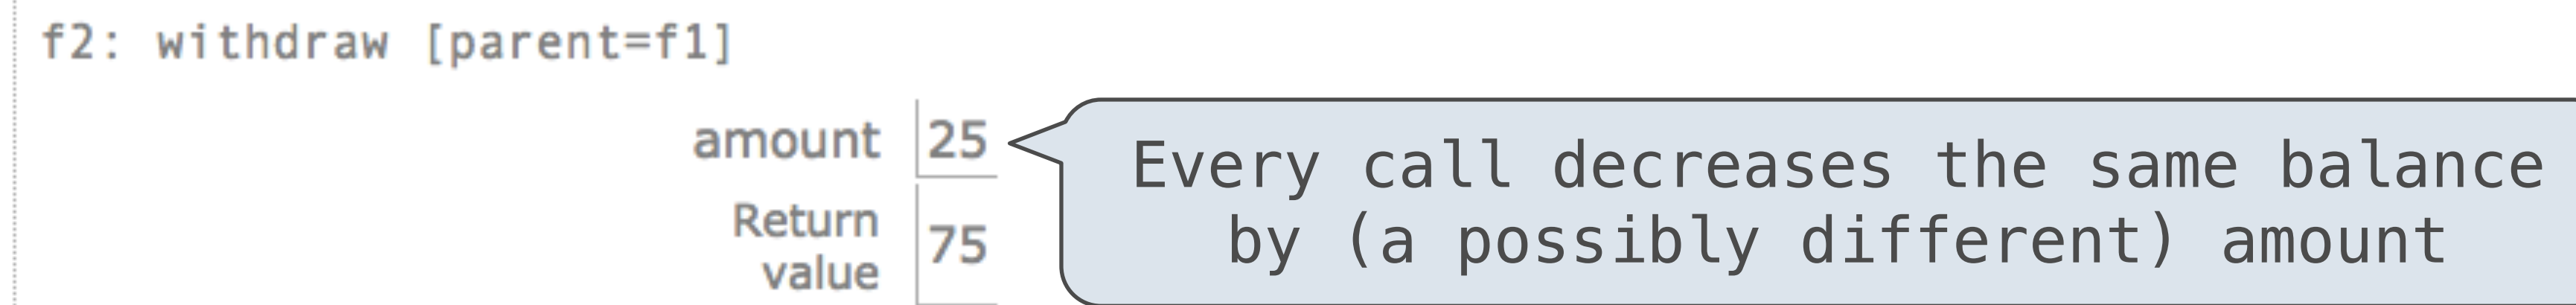 f2: withdraw [parent=f1]
amount 25
Return
value 75
Every call decreases the same balance
by (a possibly different) amount